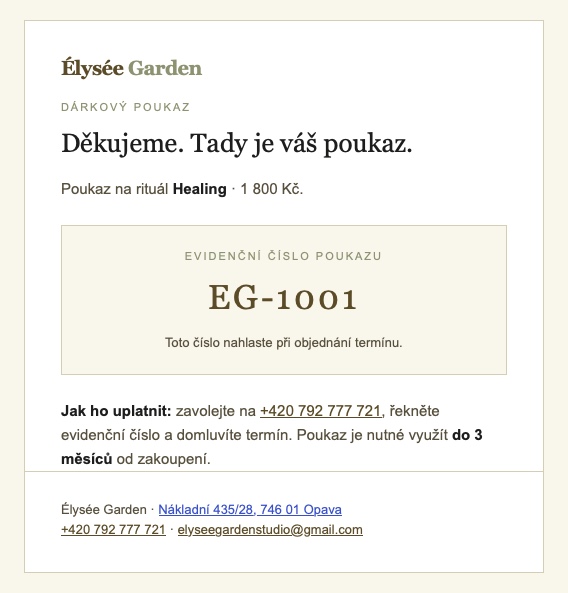 Élysée Garden
DÁRKOVÝ POUKAZ
Děkujeme. Tady je váš poukaz.
Poukaz na rituál Healing · 1 800 Kč.
EVIDENČNÍ ČÍSLO POUKAZU
EG-1001
Toto číslo nahlaste při objednání termínu.
Jak ho uplatnit: zavolejte na +420 792 777 721, řekněte
evidenční číslo a domluvíte termín. Poukaz je nutné využít do 3
měsíců od zakoupení.
Élysée Garden · Nákladní 435/28, 746 01 Opava
+420 792 777 721 · elyseegardenstudio@gmail.com